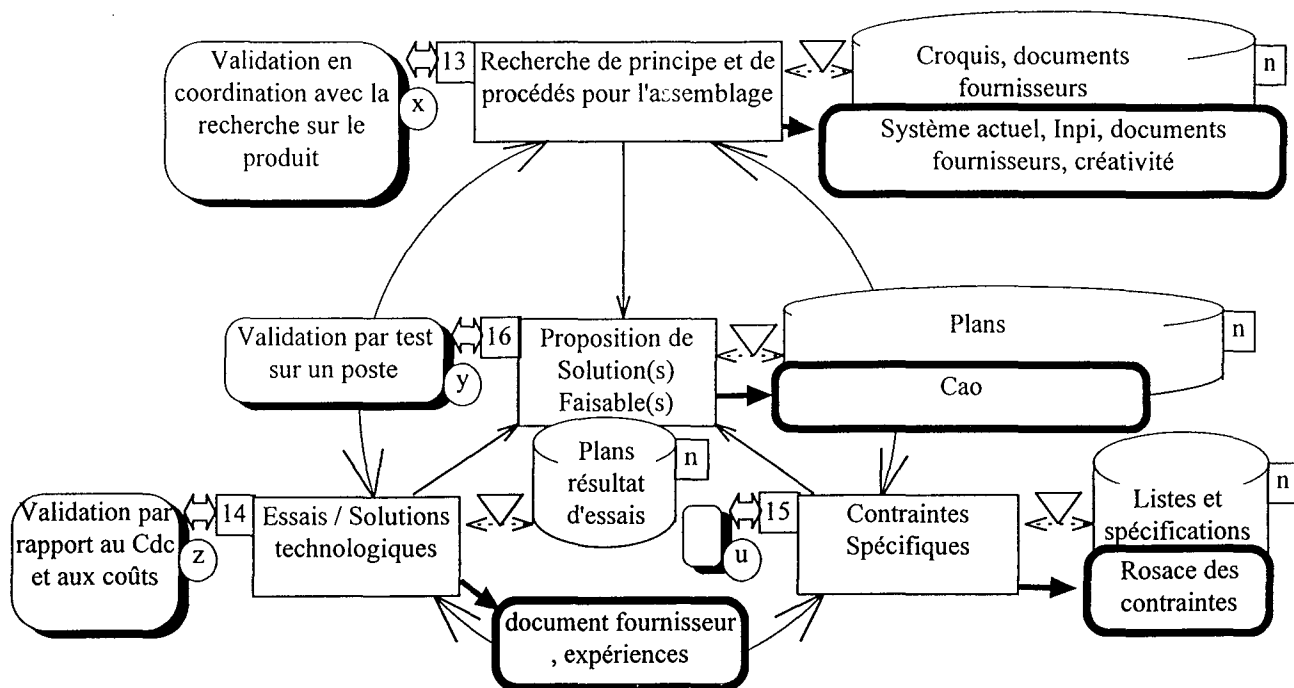 Validation en
coordination avec la
recherche sur le
produit
x
13
Recherche de principe et de
procédés pour l'assemblage
Croquis, documents
fournisseurs
n
Système actuel, Inpi, documents
fournisseurs, créativité
Validation par test
sur un poste
y
16
Proposition de
Solution(s)
Faisable(s)
Plans
n
Cao
Validation par
rapport au Cdc
et aux coûts
z
14
Essais / Solutions
technologiques
Plans
résultat
d'essais
n
u
15
Contraintes
Spécifiques
Listes et
spécifications
n
Rosace des
contraintes
document fournisseur
, expériences